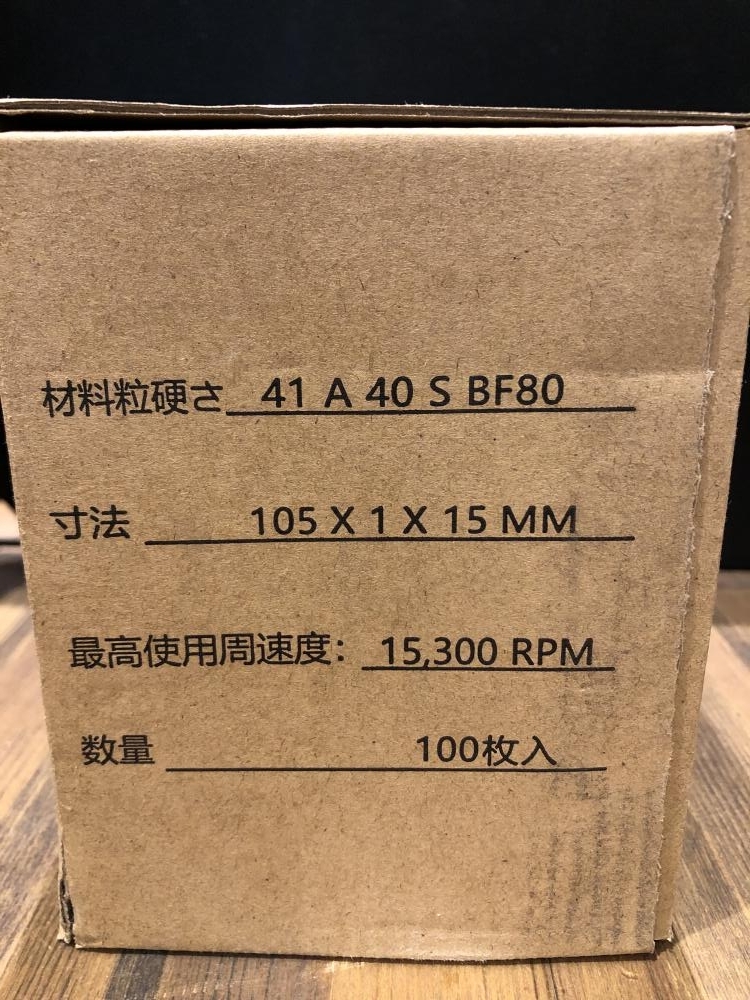 材料粒硬さ 41 A 40 S BF80
寸法 105 X 1 X 15 MM
最高使用周速度: 15,300 RPM
数量 100枚入